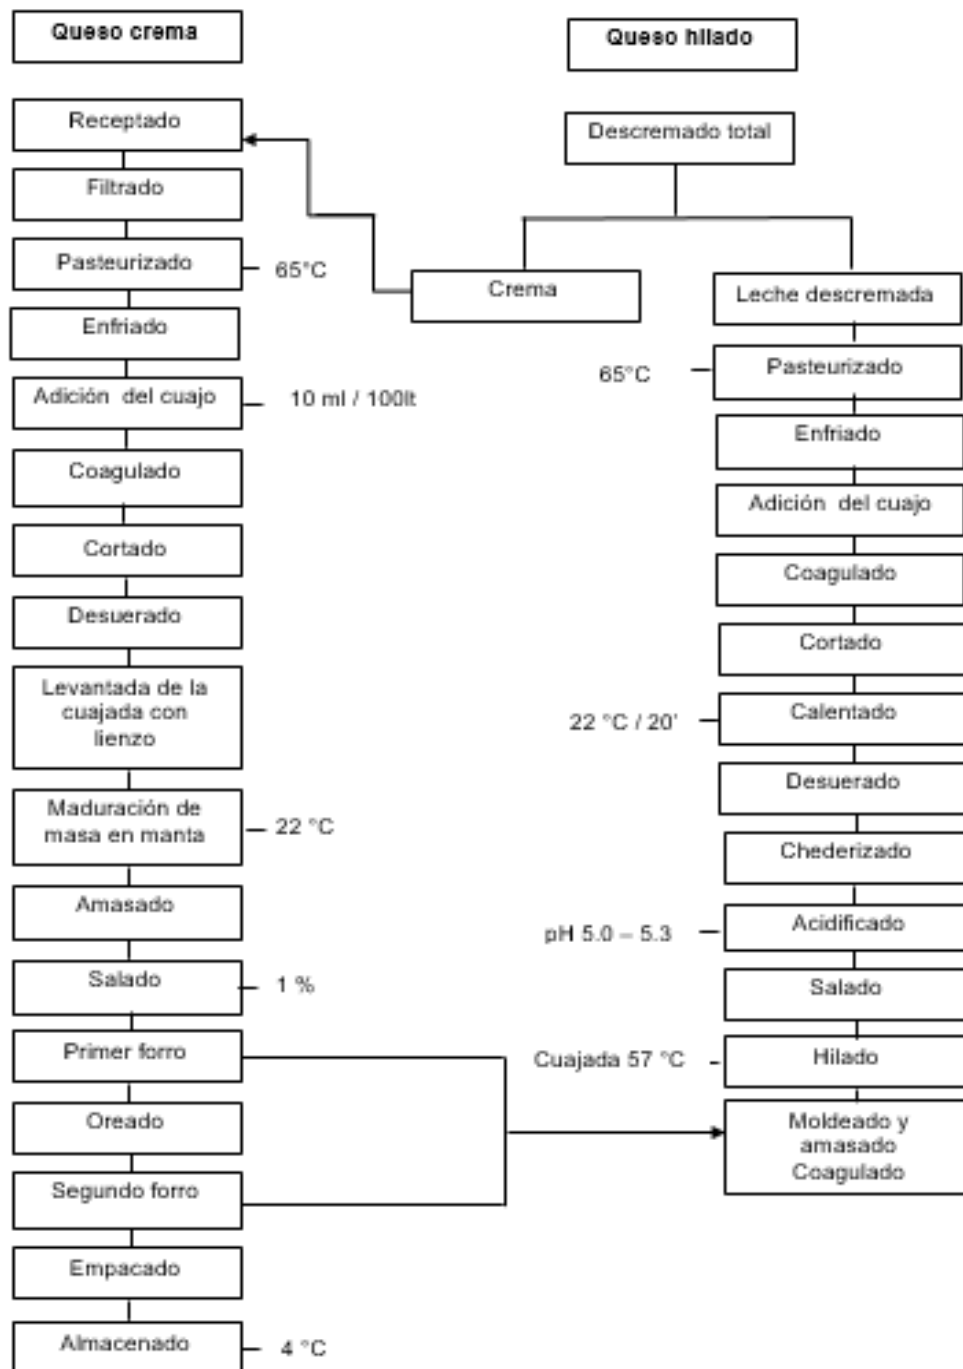 Queso crema
Receptado
Filtrado
Pasteurizado
65°C
Enfriado
Adición del cuajo
10 ml / 100lt
Coagulado
Cortado
Desuerado
Levantada de la
cuajada con
lienzo
Maduración de
masa en manta
22 °C
Amasado
Salado
1 %
Primer forro
Oreado
Segundo forro
Empacado
Almacenado
4 °C
Queso hilado
Descremado total
Crema
Leche descremada
65°C
Pasteurizado
Enfriado
Adición del cuajo
Coagulado
Cortado
22 °C / 20'
Calentado
Desuerado
Chederizado
pH 5.0 – 5.3
Acidificado
Salado
Cuajada 57 °C
Hilado
Moldeado y
amasado
Coagulado